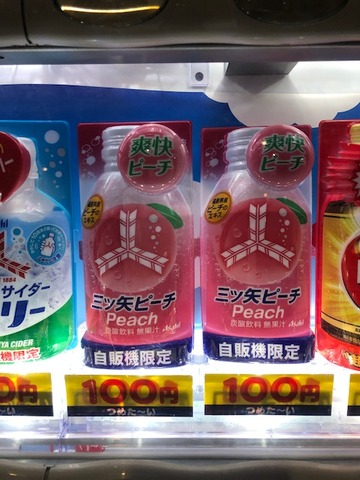 爽快
ピーチ
爽快
ピーチ
三ツ矢ピーチ
Peach
炭酸飲料 無果汁 Asahi
自販機限定
三ツ矢ピーチ
Peach
炭酸飲料 無果汁 Asahi
自販機限定
1884
サイダー
リー
YA CIDER
機限定
0円
100円
つめた〜い
100円
つめた〜い